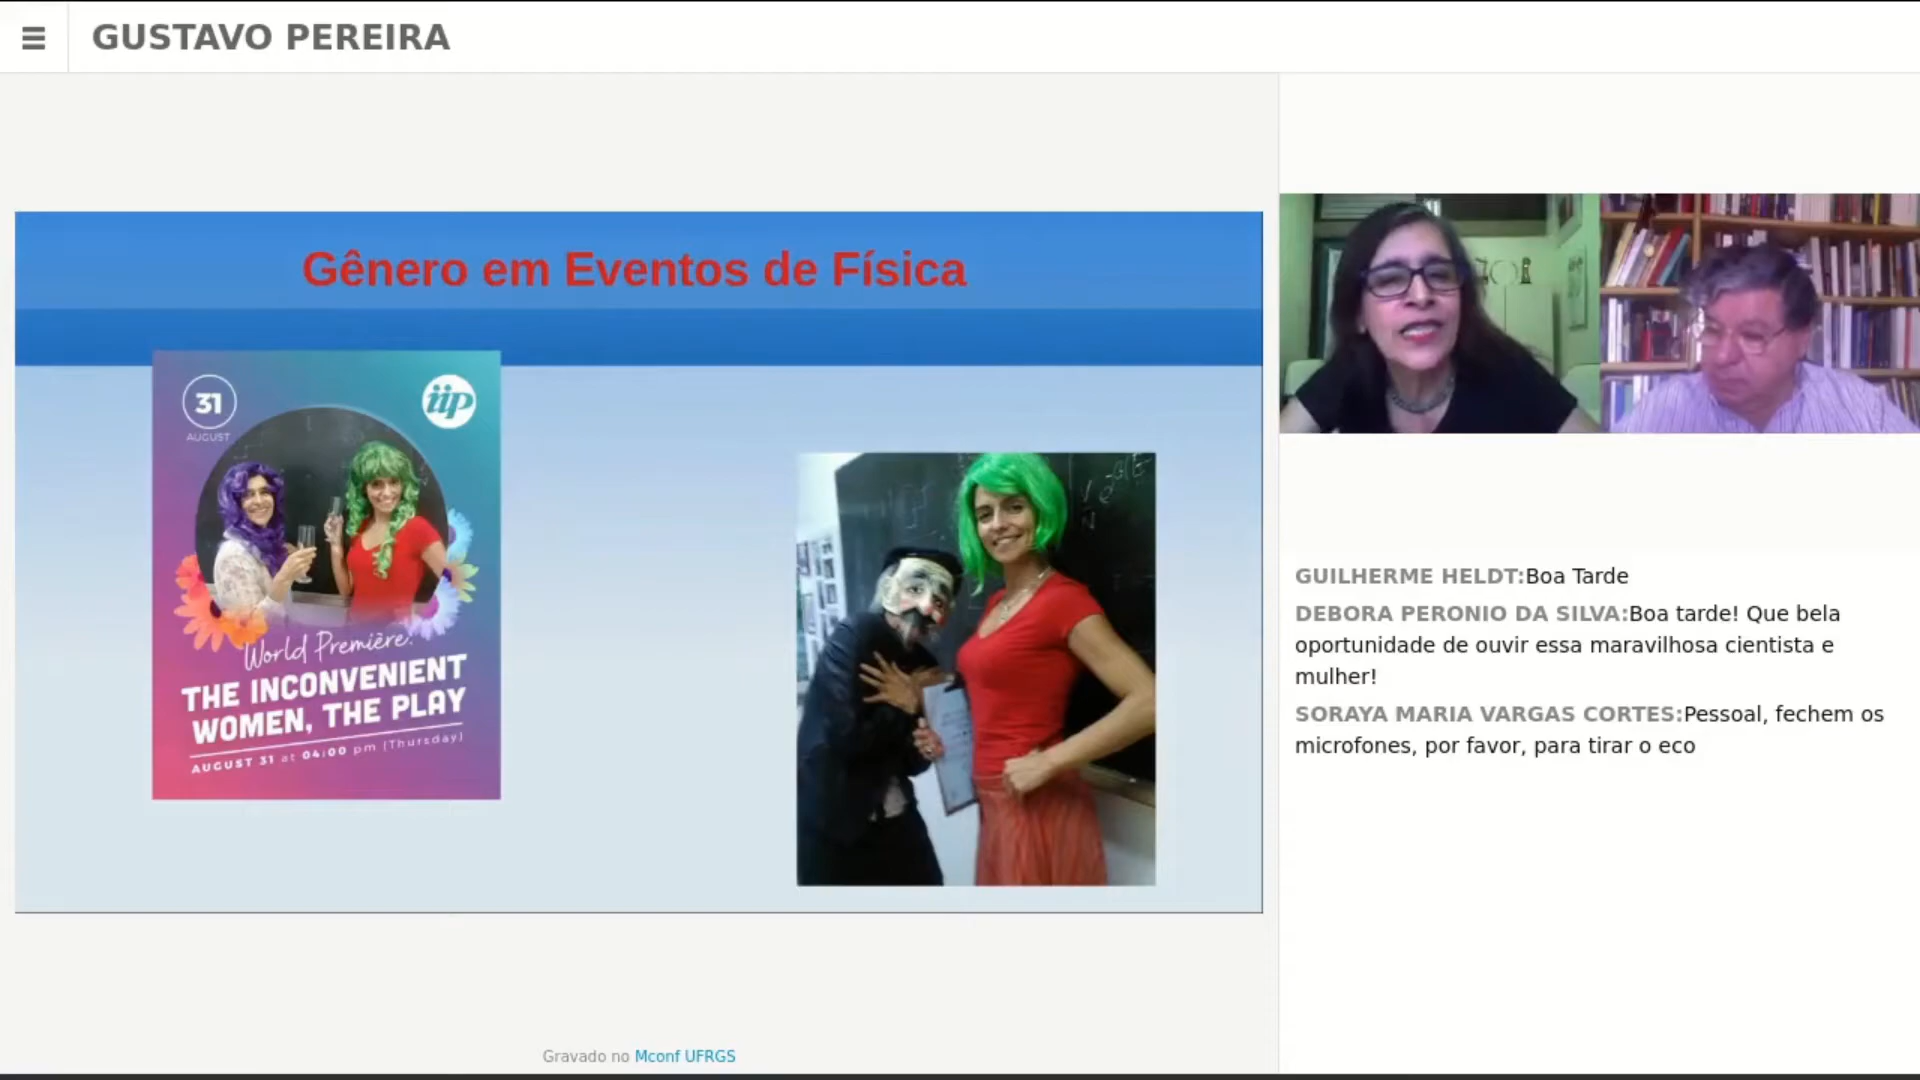 GUSTAVO PEREIRA
Gênero em Eventos de Física
31
AUGUST
iip
World Première:
THE INCONVENIENT
WOMEN, THE PLAY
AUGUST 31 at 04:00 pm (Thursday)
GUILHERME HELDT:Boa Tarde
DEBORA PERONIO DA SILVA:Boa tarde! Que bela
oportunidade de ouvir essa maravilhosa cientista e
mulher!
SORAYA MARIA VARGAS CORTES:Pessoal, fechem os
microfones, por favor, para tirar o eco
Gravado no Mconf UFRGS